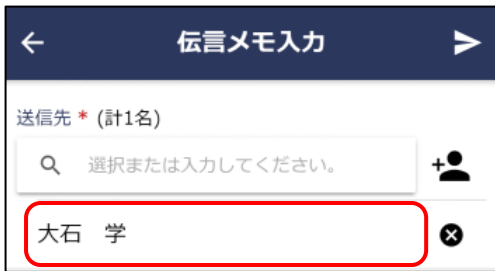 伝言メモ入力
送信先 * (計1名)
選択または入力してください。
大石　学